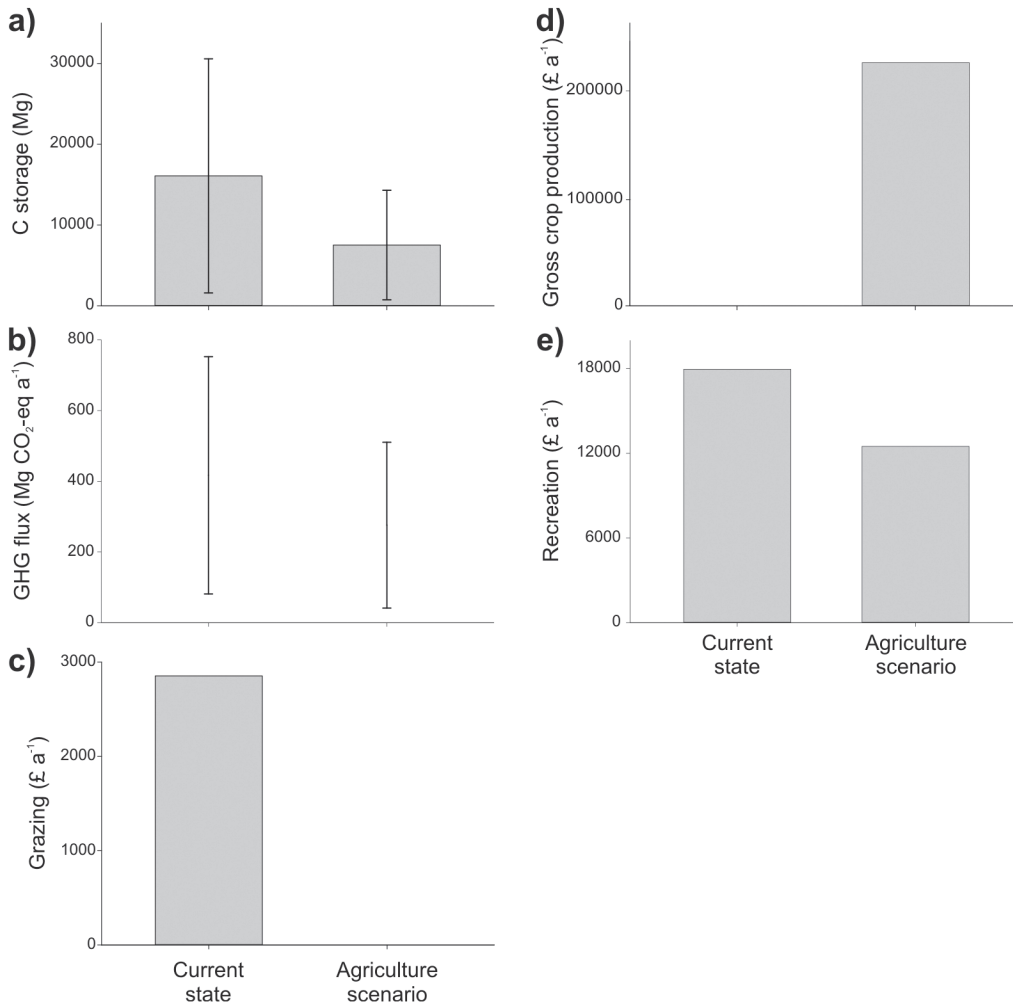 a)
C storage (Mg)
30000
20000
10000
0
b)
GHG flux (Mg CO₂-eq a⁻¹)
800
600
400
200
0
c)
Grazing (£ a⁻¹)
3000
2000
1000
0
Current
state
Agriculture
scenario
d)
Gross crop production (£ a⁻¹)
200000
100000
0
e)
Recreation (£ a⁻¹)
18000
12000
6000
0
Current
state
Agriculture
scenario